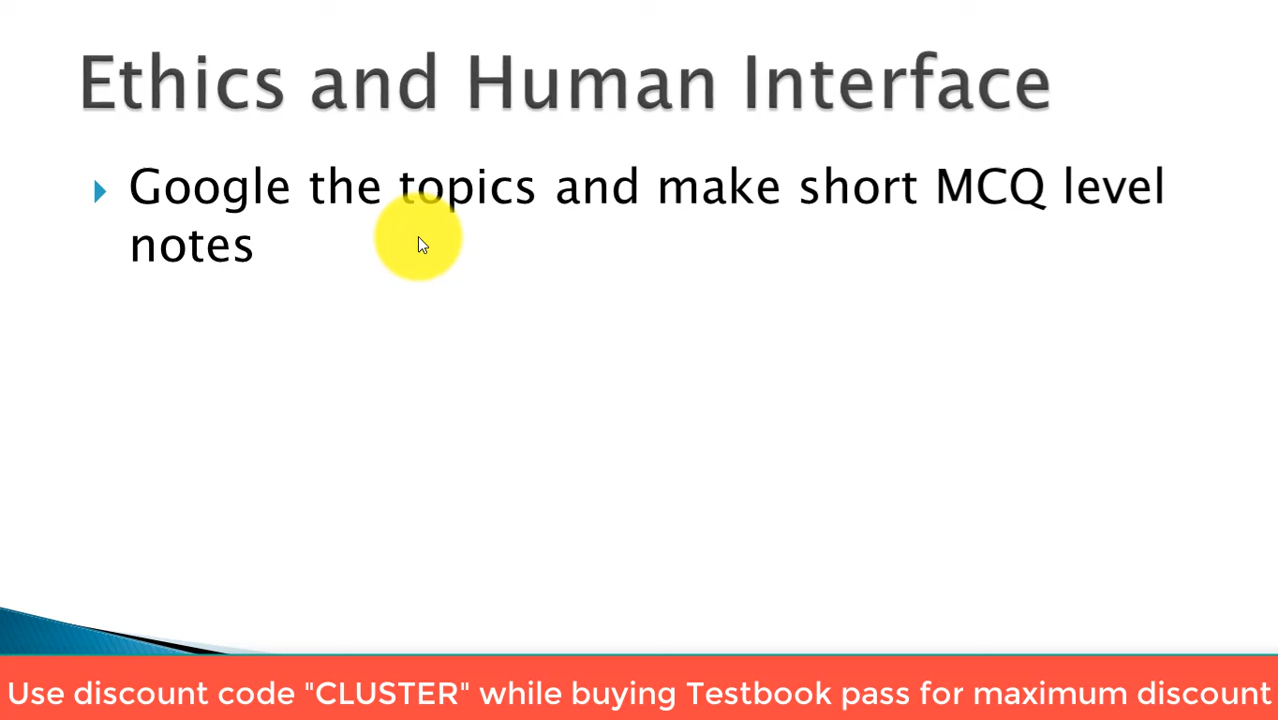 Ethics and Human Interface
Google the topics and make short MCQ level
notes
Use discount code "CLUSTER" while buying Testbook pass for maximum discount